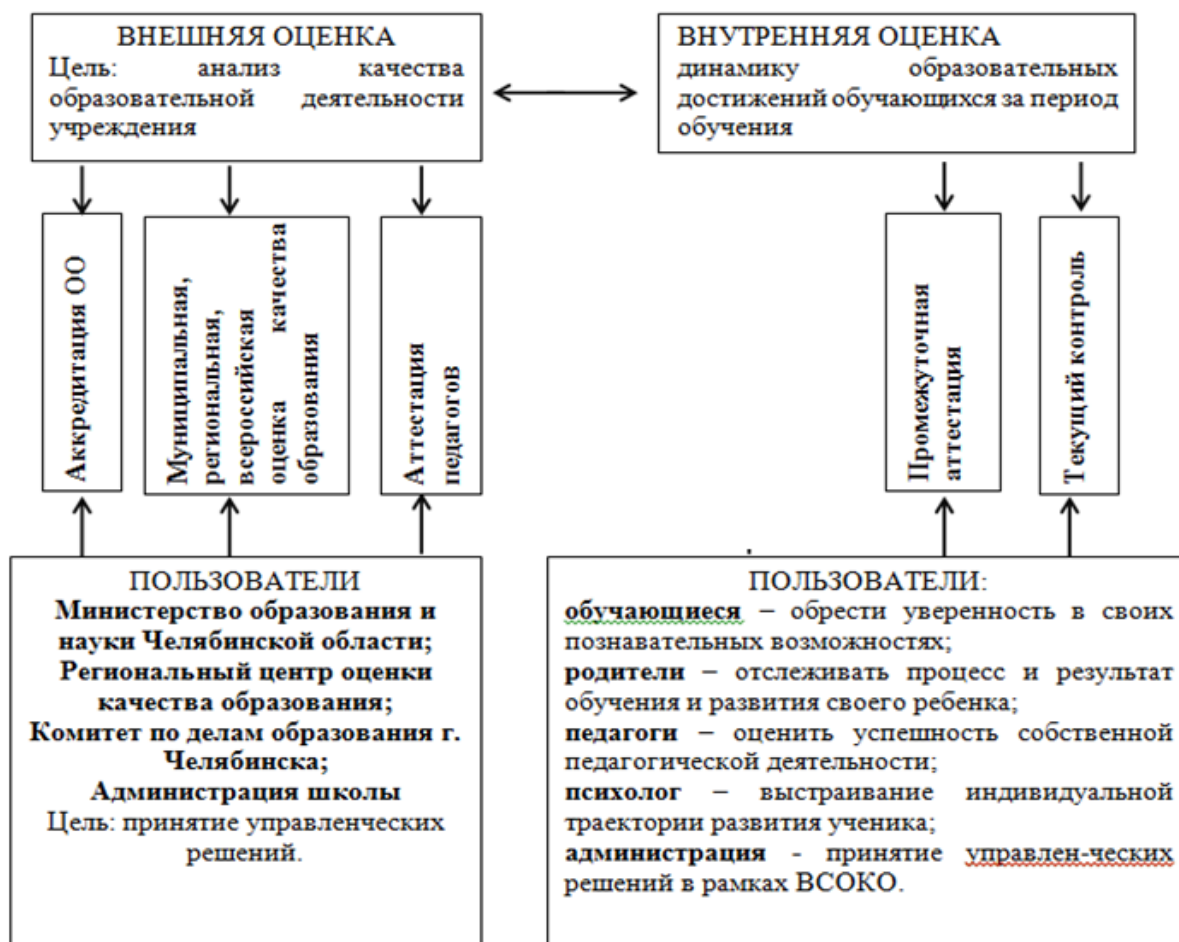 ВНЕШНЯЯ ОЦЕНКА
Цель: анализ качества
образовательной деятельности
учреждения
ВНУТРЕННЯЯ ОЦЕНКА
динамику образовательных
достижений обучающихся за период
обучения
Аккредитация ОО
Муниципальная,
региональная,
всероссийская
оценка качества
образования
Аттестация
педагогов
Промежуточная
аттестация
Текущий контроль
ПОЛЬЗОВАТЕЛИ
Министерство образования и
науки Челябинской области;
Региональный центр оценки
качества образования;
Комитет по делам образования г.
Челябинска;
Администрация школы
Цель: принятие управленческих
решений.
ПОЛЬЗОВАТЕЛИ:
обучающиеся – обрести уверенность в своих
познавательных возможностях;
родители – отслеживать процесс и результат
обучения и развития своего ребенка;
педагоги – оценить успешность собственной
педагогической деятельности;
психолог – выстраивание индивидуальной
траектории развития ученика;
администрация - принятие управлен-ческих
решений в рамках ВСОКО.